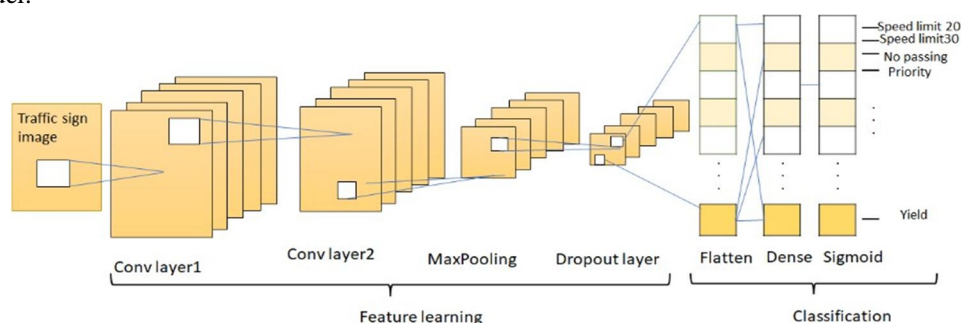 Traffic sign
image
Conv layer1
Conv layer2
MaxPooling
Dropout layer
Flatten
Dense
Sigmoid
Speed limit 20
Speed limit30
No passing
Priority
Yield
Feature learning
Classification